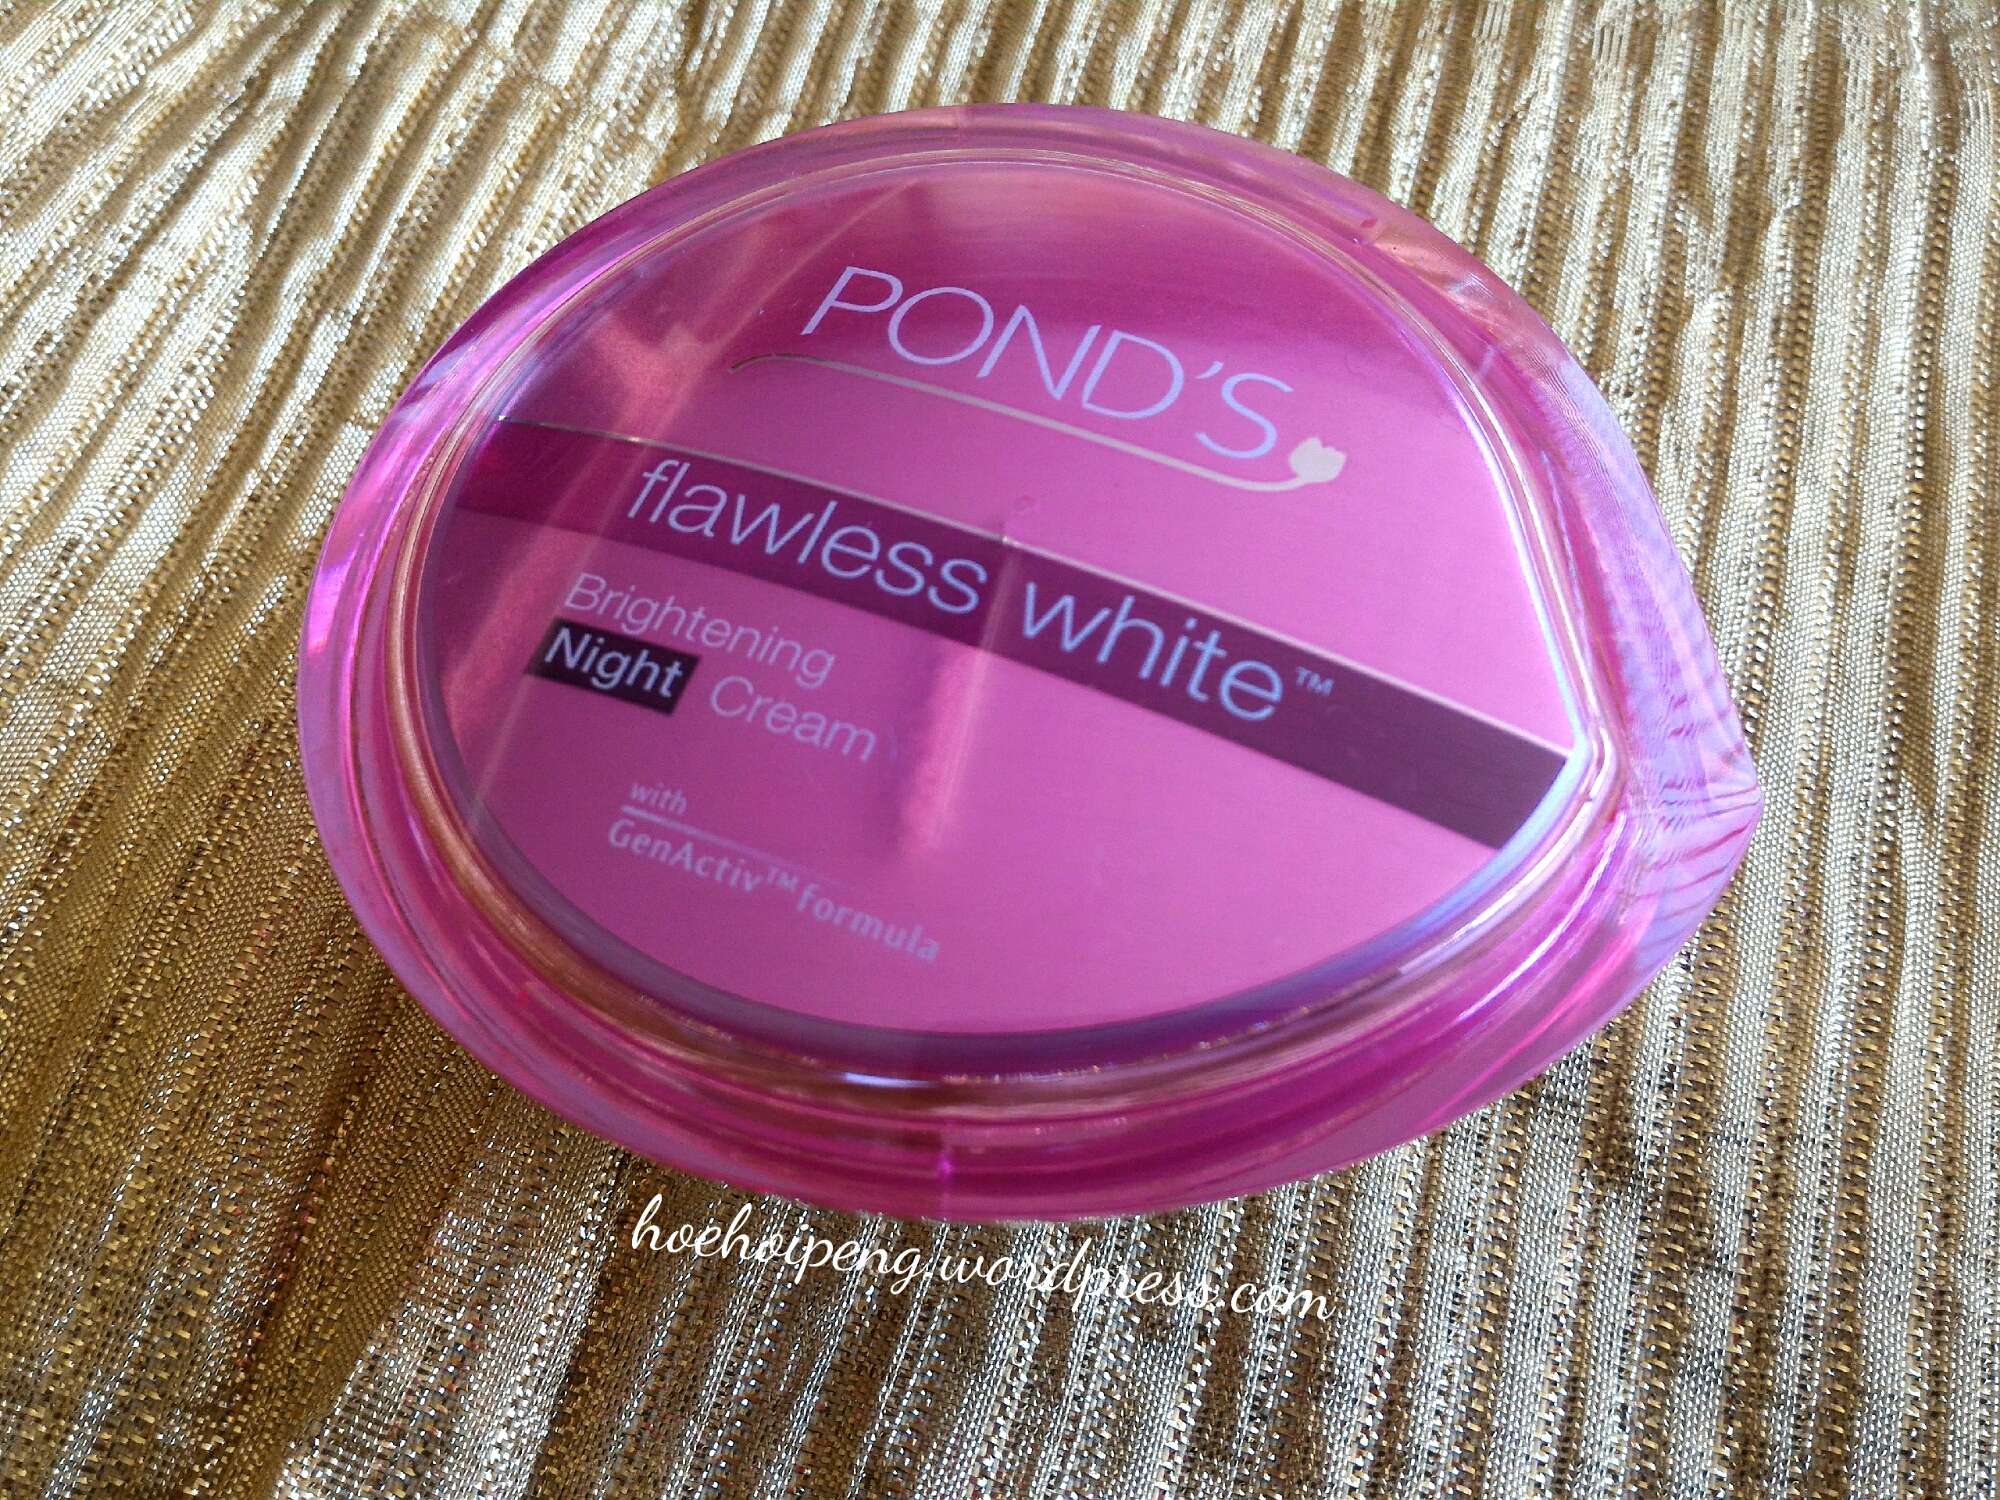 POND'S
flawless white™
Brightening
Night Cream
with
GenActiv™ formula
hoehoipeng.wordpress.com